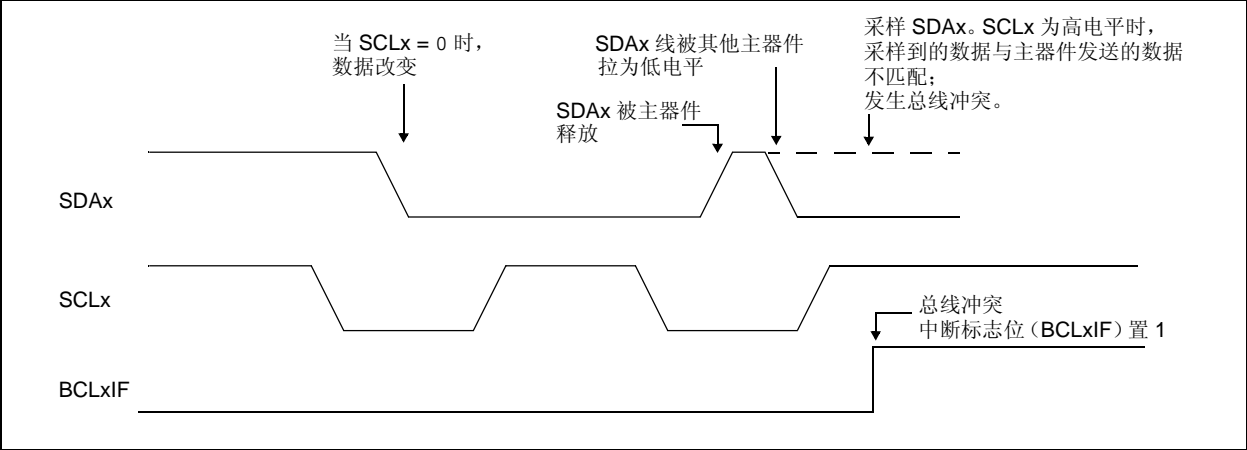 当 SCLx = 0 时，
数据改变
SDAx 线被其他主器件
拉为低电平
采样 SDAx。SCLx 为高电平时，
采样到的数据与主器件发送的数据
不匹配；
发生总线冲突。
SDAx 被主器件
释放
SDAx
SCLx
总线冲突
中断标志位（BCLxIF）置 1
BCLxIF